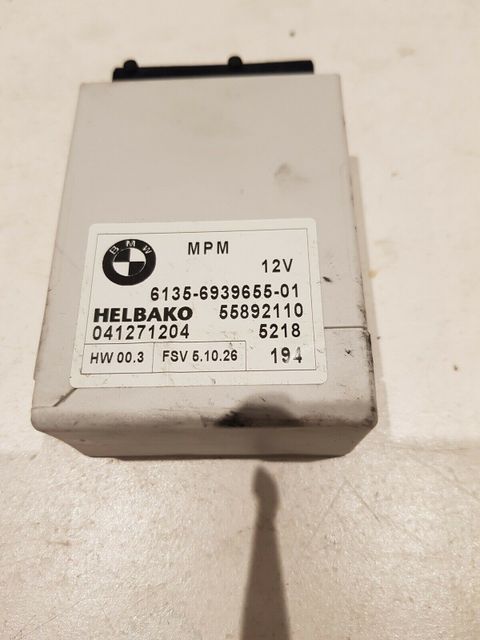 BMW
MPM
12V
6135-6939655-01
HELBAKO 55892110
041271204 5218
HW 00.3 FSV 5.10.26 194